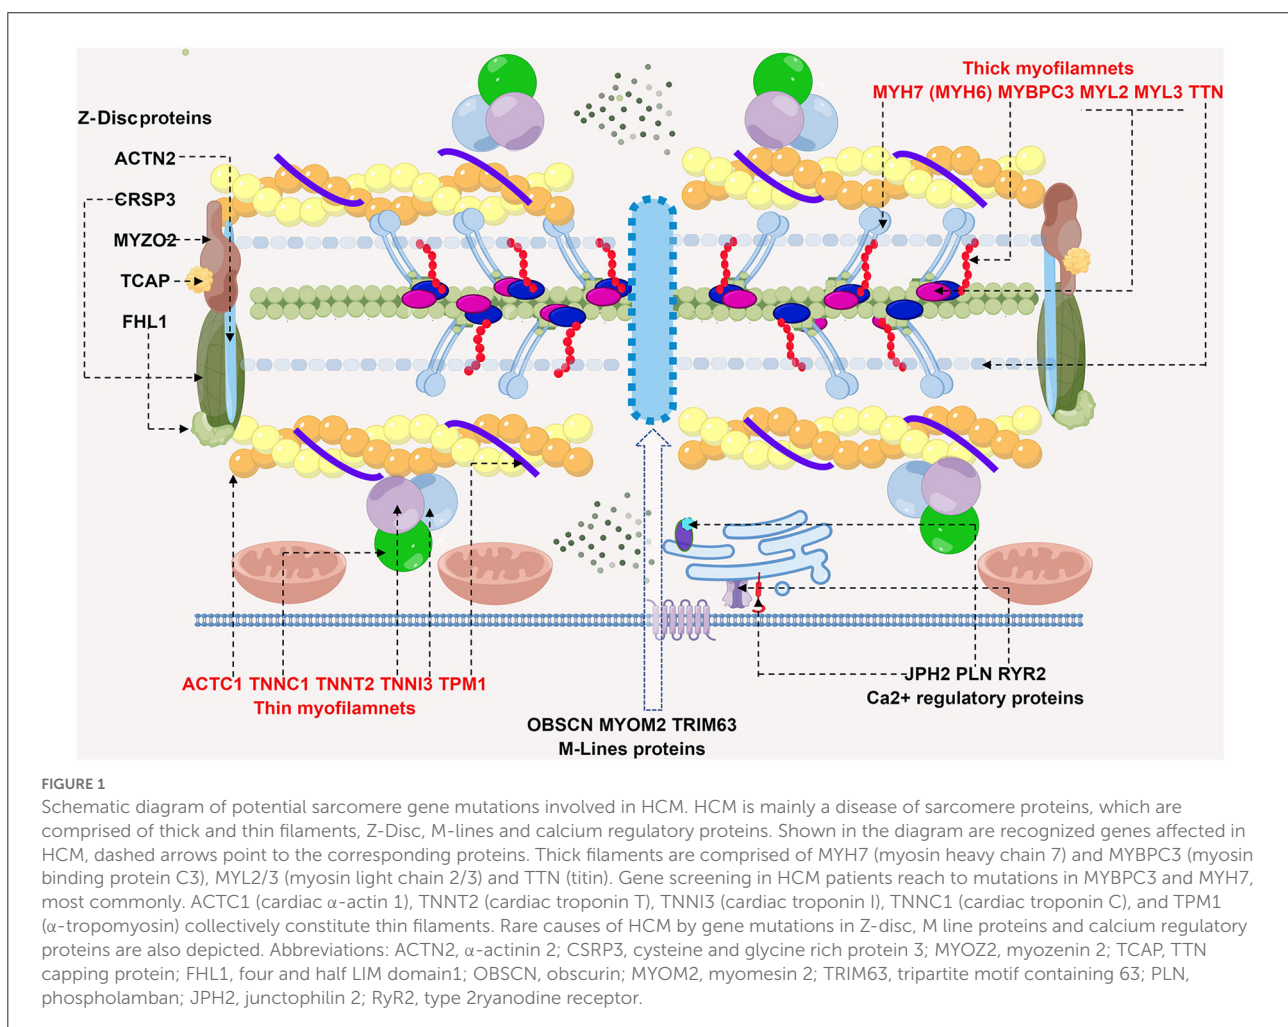 Thick myofilamnets
MYH7 (MYH6) MYBPC3 MYL2 MYL3 TTN
Z-Disc proteins
ACTN2
CRSP3
MYZO2
TCAP
FHL1
ACTC1 TNNC1 TNNT2 TNNI3 TPM1
Thin myofilamnets
JPH2 PLN RYR2
Ca2+ regulatory proteins
OBSCN MYOM2 TRIM63
M-Lines proteins
FIGURE 1
Schematic diagram of potential sarcomere gene mutations involved in HCM. HCM is mainly a disease of sarcomere proteins, which are
comprised of thick and thin filaments, Z-Disc, M-lines and calcium regulatory proteins. Shown in the diagram are recognized genes affected in
HCM, dashed arrows point to the corresponding proteins. Thick filaments are comprised of MYH7 (myosin heavy chain 7) and MYBPC3 (myosin
binding protein C3), MYL2/3 (myosin light chain 2/3) and TTN (titin). Gene screening in HCM patients reach to mutations in MYBPC3 and MYH7,
most commonly. ACTC1 (cardiac α-actin 1), TNNT2 (cardiac troponin T), TNNI3 (cardiac troponin I), TNNC1 (cardiac troponin C), and TPM1
(α-tropomyosin) collectively constitute thin filaments. Rare causes of HCM by gene mutations in Z-disc, M line proteins and calcium regulatory
proteins are also depicted. Abbreviations: ACTN2, α-actinin 2; CSRP3, cysteine and glycine rich protein 3; MYOZ2, myozenin 2; TCAP, TTN
capping protein; FHL1, four and half LIM domain1; OBSCN, obscurin; MYOM2, myomesin 2; TRIM63, tripartite motif containing 63; PLN,
phospholamban; JPH2, junctophilin 2; RyR2, type 2ryanodine receptor.